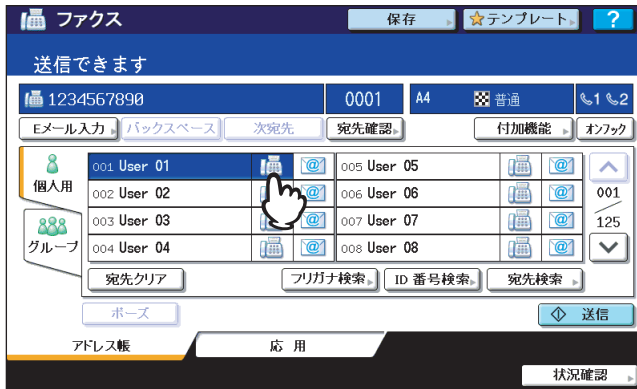 ファクス 保存 テンプレート ?
送信できます
1234567890 0001 A4 普通 1 2
Eメール入力 バックスペース 次宛先 宛先確認 付加機能 オンフック
個人用
グループ
001 User 01 @ 005 User 05 @
002 User 02 @ 006 User 06 @
003 User 03 @ 007 User 07 @
004 User 04 @ 008 User 08 @
001
125
宛先クリア フリガナ検索 ID 番号検索 宛先検索
ポーズ 送信
アドレス帳 応用
状況確認